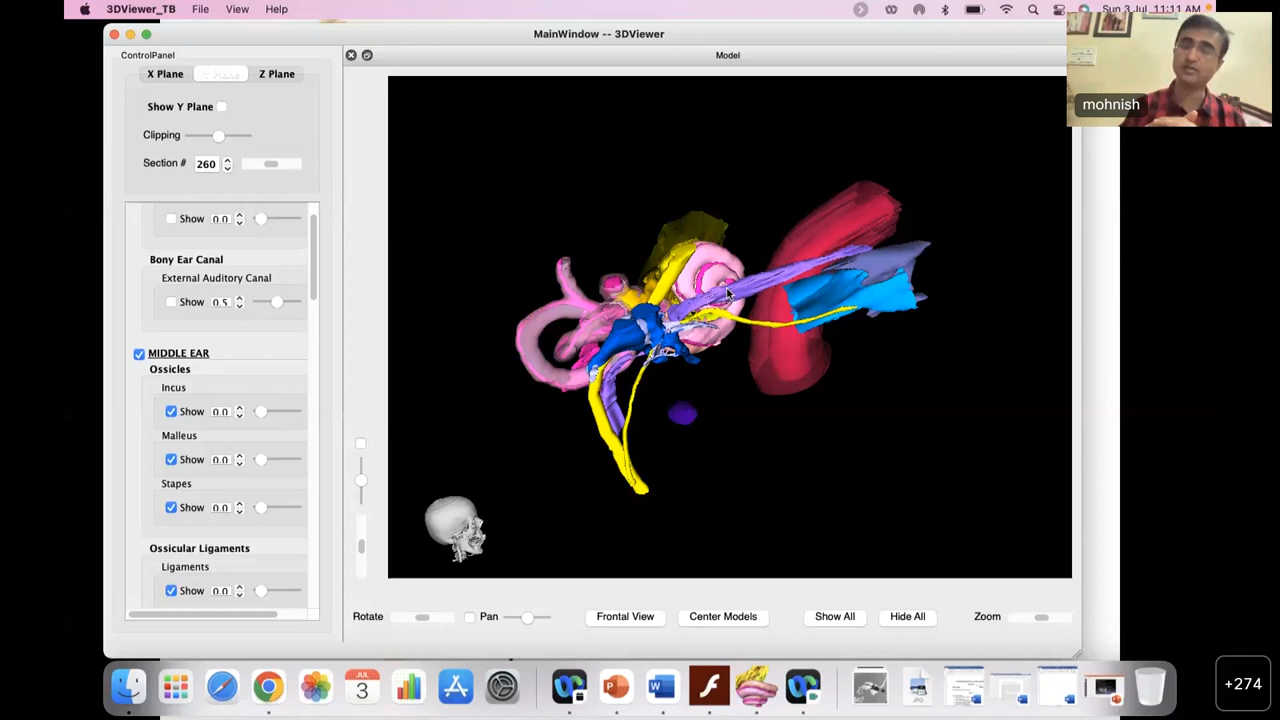 3DViewer_TB File View Help
Sun 3 Jul 11:11 AM
MainWindow -- 3DViewer
ControlPanel
Model
X Plane Y Plane Z Plane
Show Y Plane
Clipping
Section # 260
Show 0.0
Bony Ear Canal
External Auditory Canal
Show 0.5
MIDDLE EAR
Ossicles
Incus
Show 0.0
Malleus
Show 0.0
Stapes
Show 0.0
Ossicular Ligaments
Ligaments
Show 0.0
Rotate Pan Frontal View Center Models Show All Hide All Zoom
mohnish
JUL
3
+274